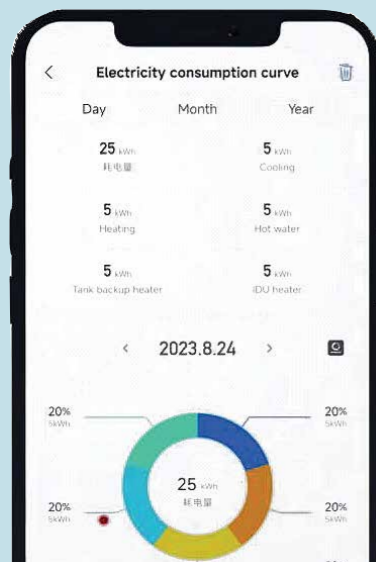 Electricity consumption curve
Day Month Year
25 kWh 5 kWh
耗电量 Cooling
5 kWh 5 kWh
Heating Hot water
5 kWh 5 kWh
Tank backup heater IDU heater
< 2023.8.24 >
20% 20%
5kWh 5kWh
25 kWh
耗电量
20% 20%
5kWh 5kWh